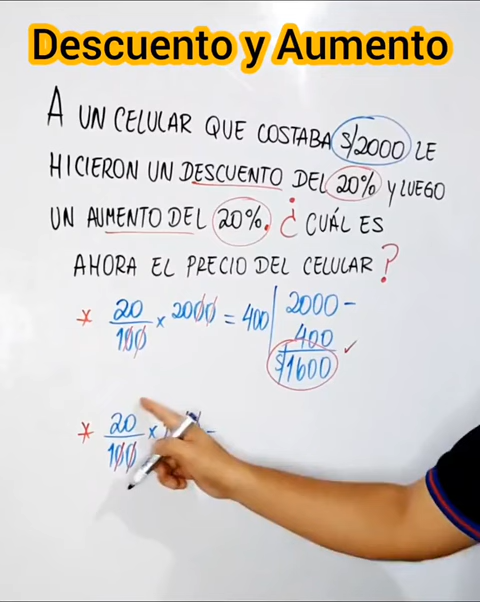 Descuento y Aumento
A UN CELULAR QUE COSTABA S/2000 LE
HICIERON UN DESCUENTO DEL 20% Y LUEGO
UN AUMENTO DEL 20%. ¿CUÁL ES
AHORA EL PRECIO DEL CELULAR?
* 20/100 × 2000 = 400 | 2000 -
400
S/1600 ✓
* 20/100 ×